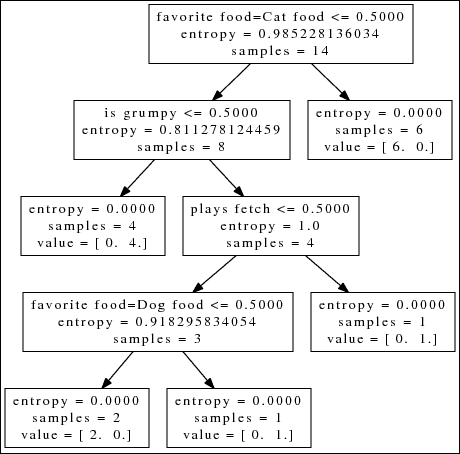 favorite food=Cat food <= 0.5000
entropy = 0.985228136034
samples = 14
is grumpy <= 0.5000
entropy = 0.811278124459
samples = 8
entropy = 0.0000
samples = 6
value = [ 6. 0.]
entropy = 0.0000
samples = 4
value = [ 0. 4.]
plays fetch <= 0.5000
entropy = 1.0
samples = 4
favorite food=Dog food <= 0.5000
entropy = 0.918295834054
samples = 3
entropy = 0.0000
samples = 1
value = [ 0. 1.]
entropy = 0.0000
samples = 2
value = [ 2. 0.]
entropy = 0.0000
samples = 1
value = [ 0. 1.]